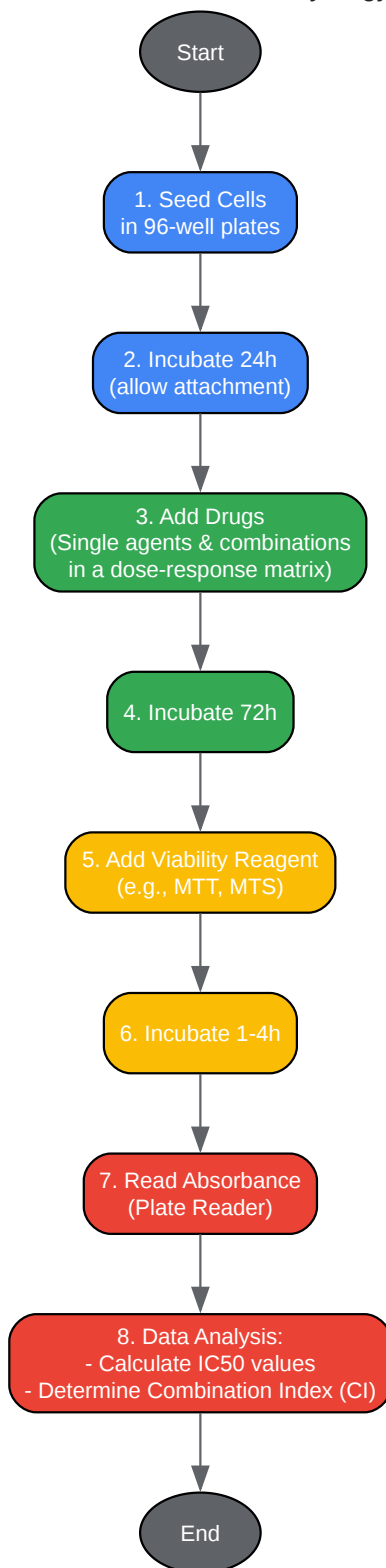 Start
1. Seed Cells
in 96-well plates
2. Incubate 24h
(allow attachment)
3. Add Drugs
(Single agents & combinations
in a dose-response matrix)
4. Incubate 72h
5. Add Viability Reagent
(e.g., MTT, MTS)
6. Incubate 1-4h
7. Read Absorbance
(Plate Reader)
8. Data Analysis:
- Calculate IC50 values
- Determine Combination Index (CI)
End